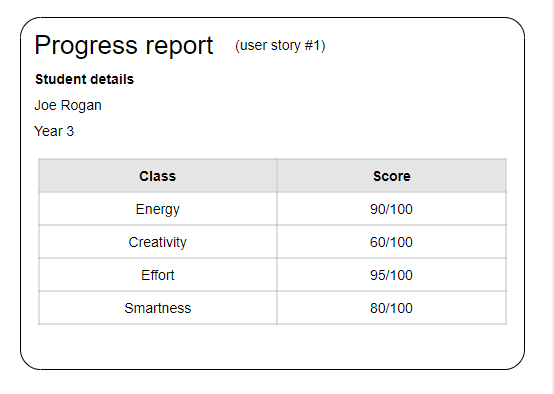 Progress report (user story #1)
Student details
Joe Rogan
Year 3
Class Score
Energy 90/100
Creativity 60/100
Effort 95/100
Smartness 80/100